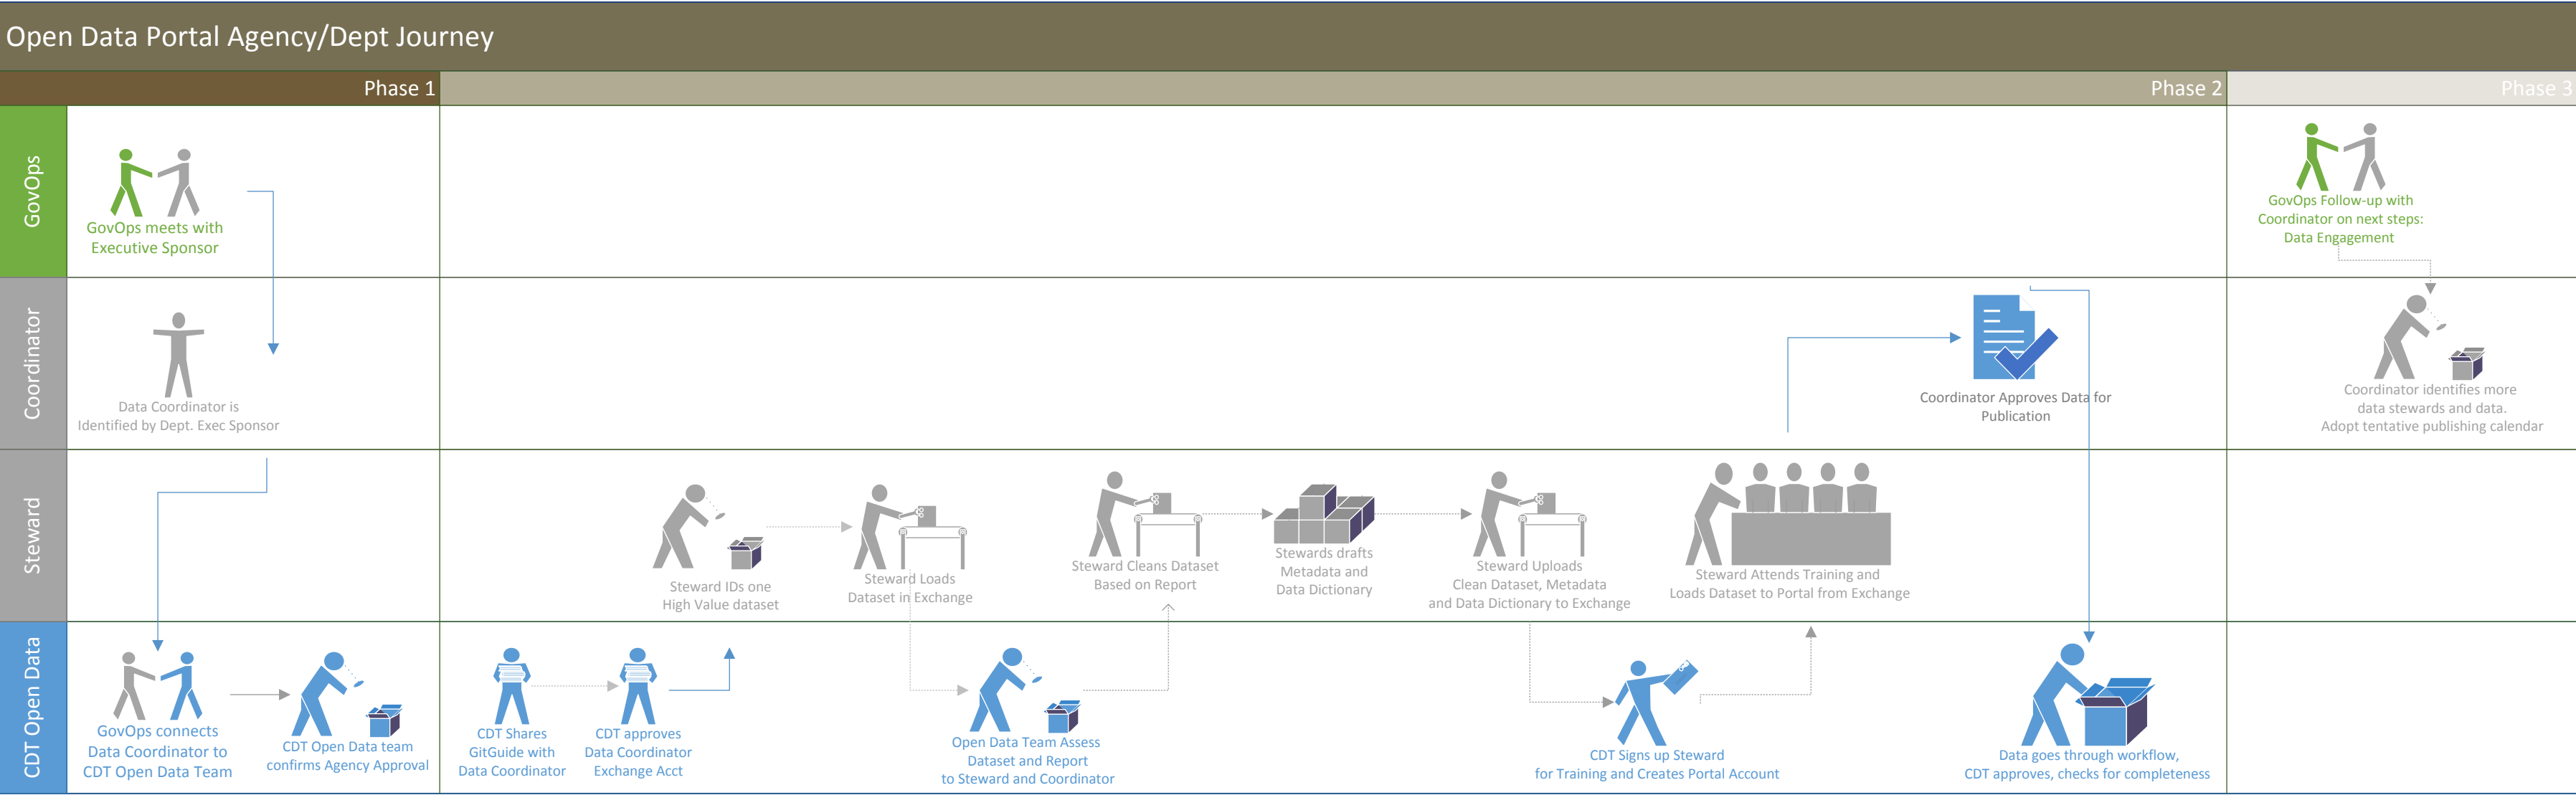 Open Data Portal Agency/Dept Journey
Phase 1
Phase 2
Phase 3
GovOps
GovOps meets with
Executive Sponsor
GovOps Follow-up with
Coordinator on next steps:
Data Engagement
Coordinator
Data Coordinator is
Identified by Dept. Exec Sponsor
Coordinator Approves Data for
Publication
Coordinator identifies more
data stewards and data.
Adopt tentative publishing calendar
Steward
Steward IDs one
High Value dataset
Steward Loads
Dataset in Exchange
Steward Cleans Dataset
Based on Report
Stewards drafts
Metadata and
Data Dictionary
Steward Uploads
Clean Dataset, Metadata
and Data Dictionary to Exchange
Steward Attends Training and
Loads Dataset to Portal from Exchange
CDT Open Data
GovOps connects
Data Coordinator to
CDT Open Data Team
CDT Open Data team
confirms Agency Approval
CDT Shares
GitGuide with
Data Coordinator
CDT approves
Data Coordinator
Exchange Acct
Open Data Team Assess
Dataset and Report
to Steward and Coordinator
CDT Signs up Steward
for Training and Creates Portal Account
Data goes through workflow,
CDT approves, checks for completeness